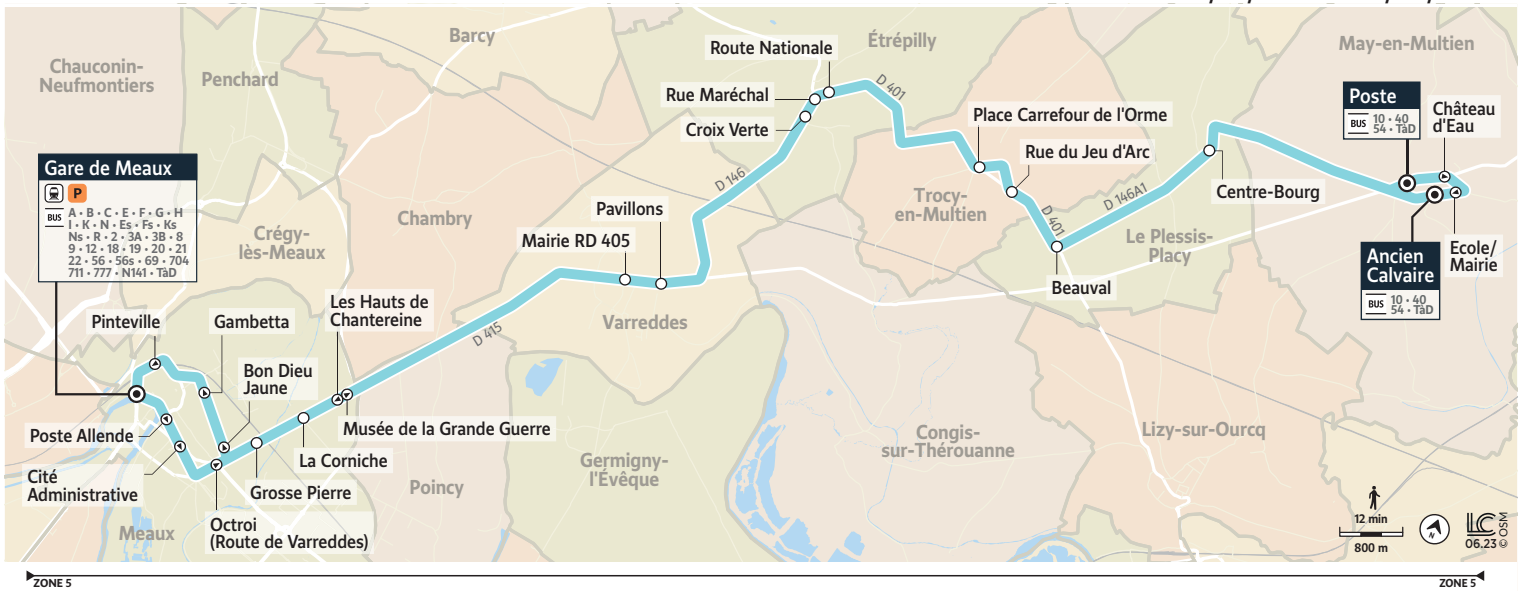 Chauconin-
Neufmontiers
Penchard
Barcy
Étrépilly
May-en-Multien
Route Nationale
Rue Maréchal
Croix Verte
D 401
Place Carrefour de l'Orme
Rue du Jeu d'Arc
Poste
BUS 10 • 40
54 • TàD
Château
d'Eau
Gare de Meaux
P
BUS A • B • C • E • F • G • H
I • K • N • Es • Fs • Ks
Ns • R • 2 • 3A • 3B • 8
9 • 12 • 18 • 19 • 20 • 21
22 • 56 • 56s • 69 • 704
711 • 777 • N141 • TàD
Chambry
Crégy-
lès-Meaux
D 146
Trocy-
en-Multien
D 401
D 146A1
Centre-Bourg
Pavillons
Mairie RD 405
Le Plessis-
Placy
Beauval
Ancien
Calvaire
BUS 10 • 40
54 • TàD
Ecole/
Mairie
Les Hauts de
Chantereine
Varreddes
D 415
Pinteville
Gambetta
Bon Dieu
Jaune
Poste Allende
Musée de la Grande Guerre
La Corniche
Cité
Administrative
Grosse Pierre
Octroi
(Route de Varreddes)
Meaux
Poincy
Germigny-
l'Évêque
Congis-
sur-Thérouanne
Lizy-sur-Ourcq
12 min
800 m
N
LC
06.23 © OSM
ZONE 5
ZONE 5